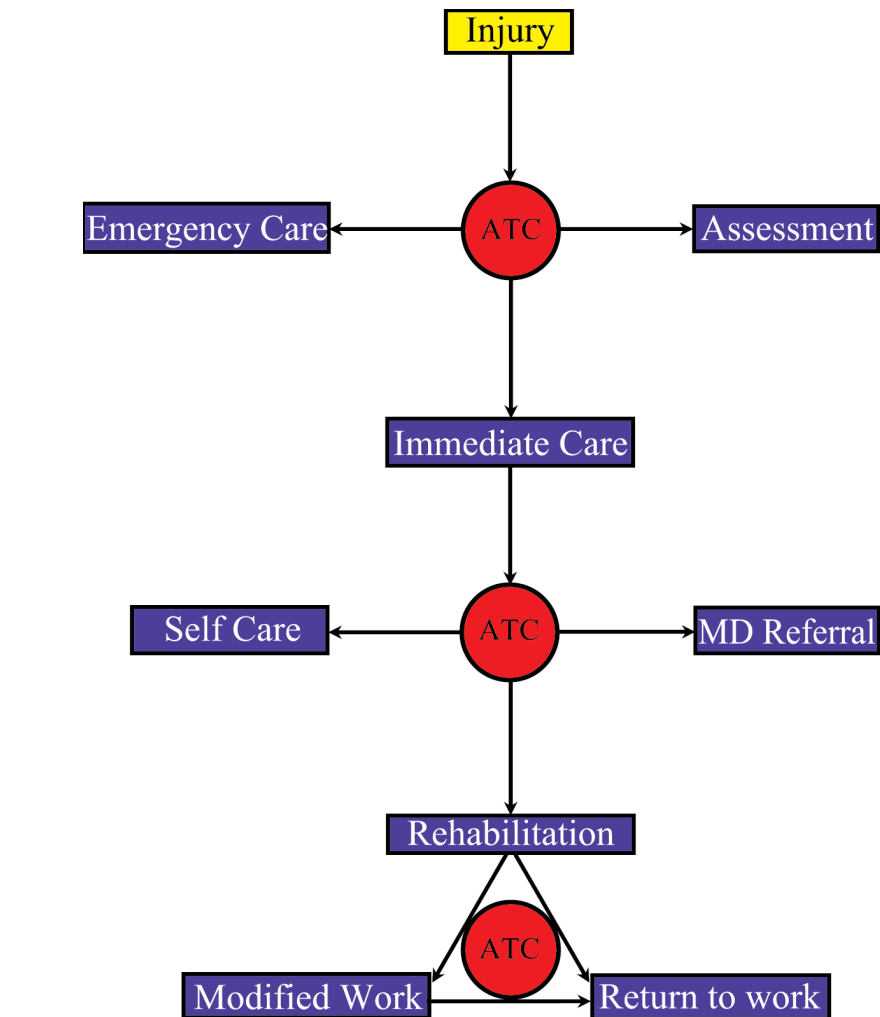 Injury
Emergency Care
ATC
Assessment
Immediate Care
Self Care
ATC
MD Referral
Rehabilitation
ATC
Modified Work
Return to work